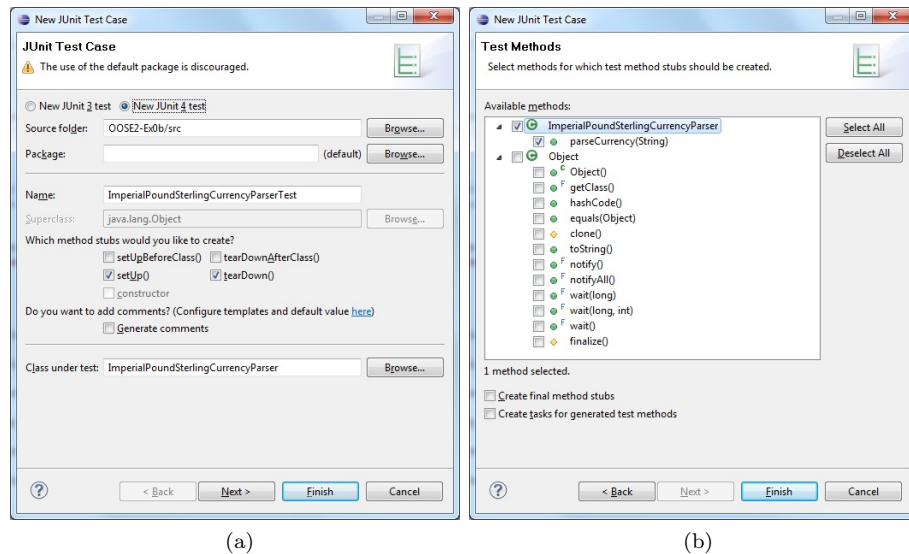 New JUnit Test Case
JUnit Test Case
The use of the default package is discouraged.
New JUnit 3 test New JUnit 4 test
Source folder: OOSE2-Ex0b/src Browse...
Package: (default) Browse...
Name: ImperialPoundSterlingCurrencyParserTest
Superclass: java.lang.Object Browse...
Which method stubs would you like to create?
setUpBeforeClass() tearDownAfterClass()
setUp() tearDown()
constructor
Do you want to add comments? (Configure templates and default value here)
Generate comments
Class under test: ImperialPoundSterlingCurrencyParser Browse...
? < Back Next > Finish Cancel
(a)
New JUnit Test Case
Test Methods
Select methods for which test method stubs should be created.
Available methods:
G ImperialPoundSterlingCurrencyParser Select All
parseCurrency(String)
G Object Deselect All
C Object()
F getClass()
hashCode()
equals(Object)
clone()
toString()
F notify()
F notifyAll()
F wait(long)
F wait(long, int)
F wait()
finalize()
1 method selected.
Create final method stubs
Create tasks for generated test methods
? < Back Next > Finish Cancel
(b)